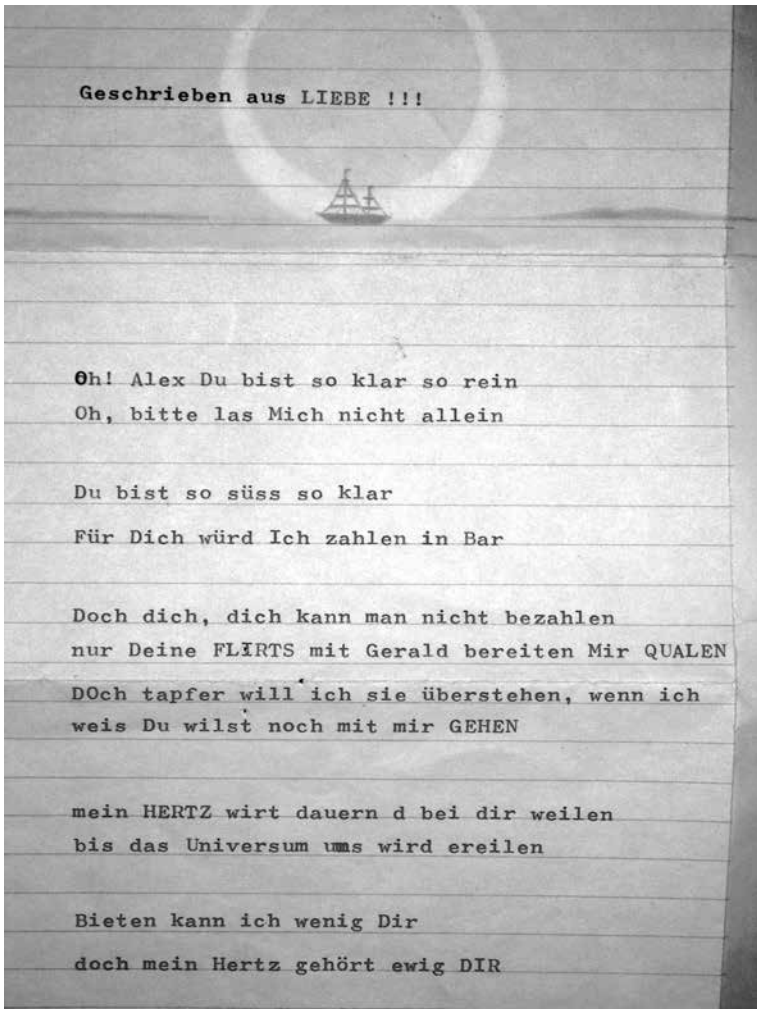 Geschrieben aus LIEBE !!!
Oh! Alex Du bist so klar so rein
Oh, bitte las Mich nicht allein
Du bist so süss so klar
Für Dich würd Ich zahlen in Bar
Doch dich, dich kann man nicht bezahlen
nur Deine FLIRTS mit Gerald bereiten Mir QUALEN
DOch tapfer will ich sie überstehen, wenn ich
weis Du wilst noch mit mir GEHEN
mein HERTZ wirt dauern d bei dir weilen
bis das Universum uns wird ereilen
Bieten kann ich wenig Dir
doch mein Hertz gehört ewig DIR